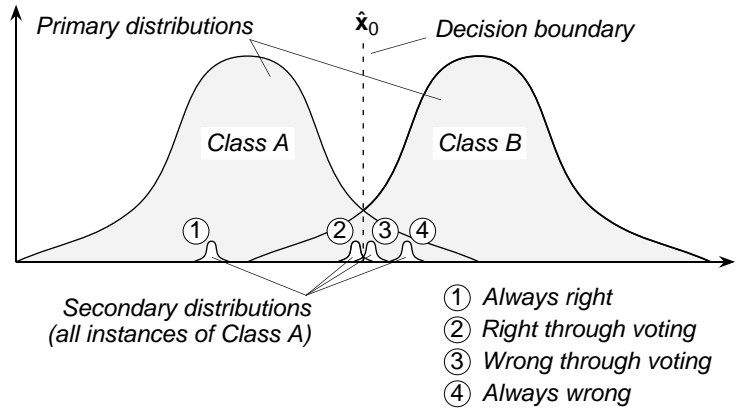 Primary distributions
x̂₀
Decision boundary
Class A
Class B
1
2
3
4
Secondary distributions
(all instances of Class A)
1 Always right
2 Right through voting
3 Wrong through voting
4 Always wrong